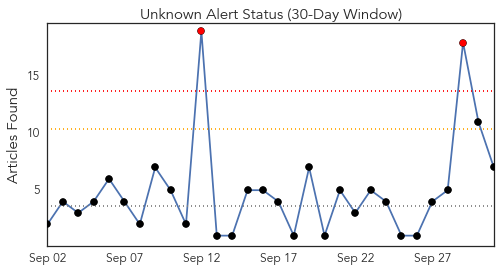 Unknown Alert Status (30-Day Window)
Articles Found
15
10
5
Sep 02 Sep 07 Sep 12 Sep 17 Sep 22 Sep 27